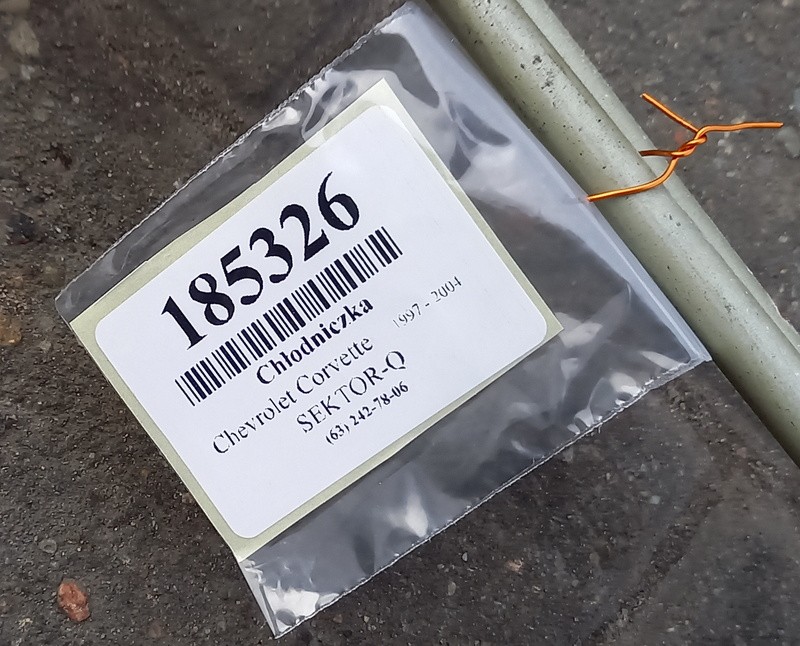 185326
Chłodniczka
1997 - 2004
Chevrolet Corvette
SEKTOR-Q
(63) 242-78-06